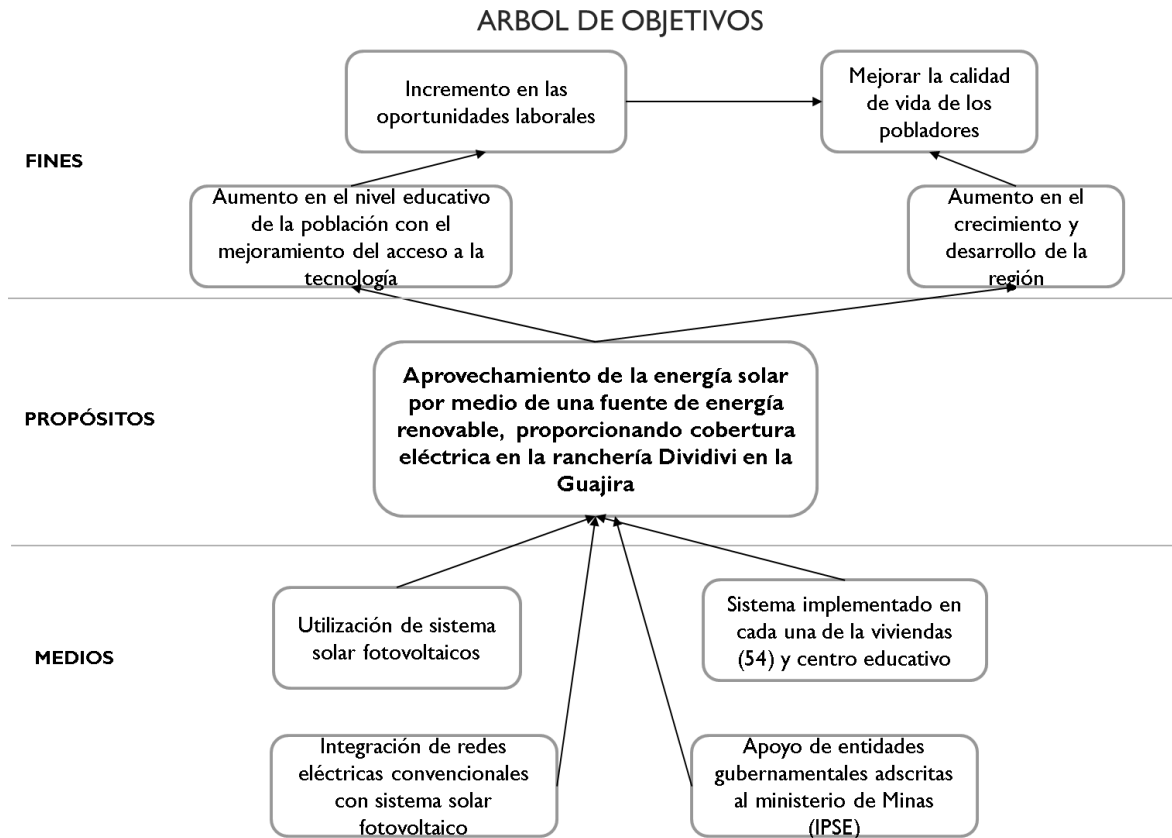 ARBOL DE OBJETIVOS
Incremento en las
oportunidades laborales
Mejorar la calidad
de vida de los
pobladores
FINES
Aumento en el nivel educativo
de la población con el
mejoramiento del acceso a la
tecnología
Aumento en el
crecimiento y
desarrollo de la
región
PROPÓSITOS
Aprovechamiento de la energía solar
por medio de una fuente de energía
renovable, proporcionando cobertura
eléctrica en la ranchería Dividivi en la
Guajira
MEDIOS
Utilización de sistema
solar fotovoltaicos
Sistema implementado en
cada una de la viviendas
(54) y centro educativo
Integración de redes
eléctricas convencionales
con sistema solar
fotovoltaico
Apoyo de entidades
gubernamentales adscritas
al ministerio de Minas
(IPSE)